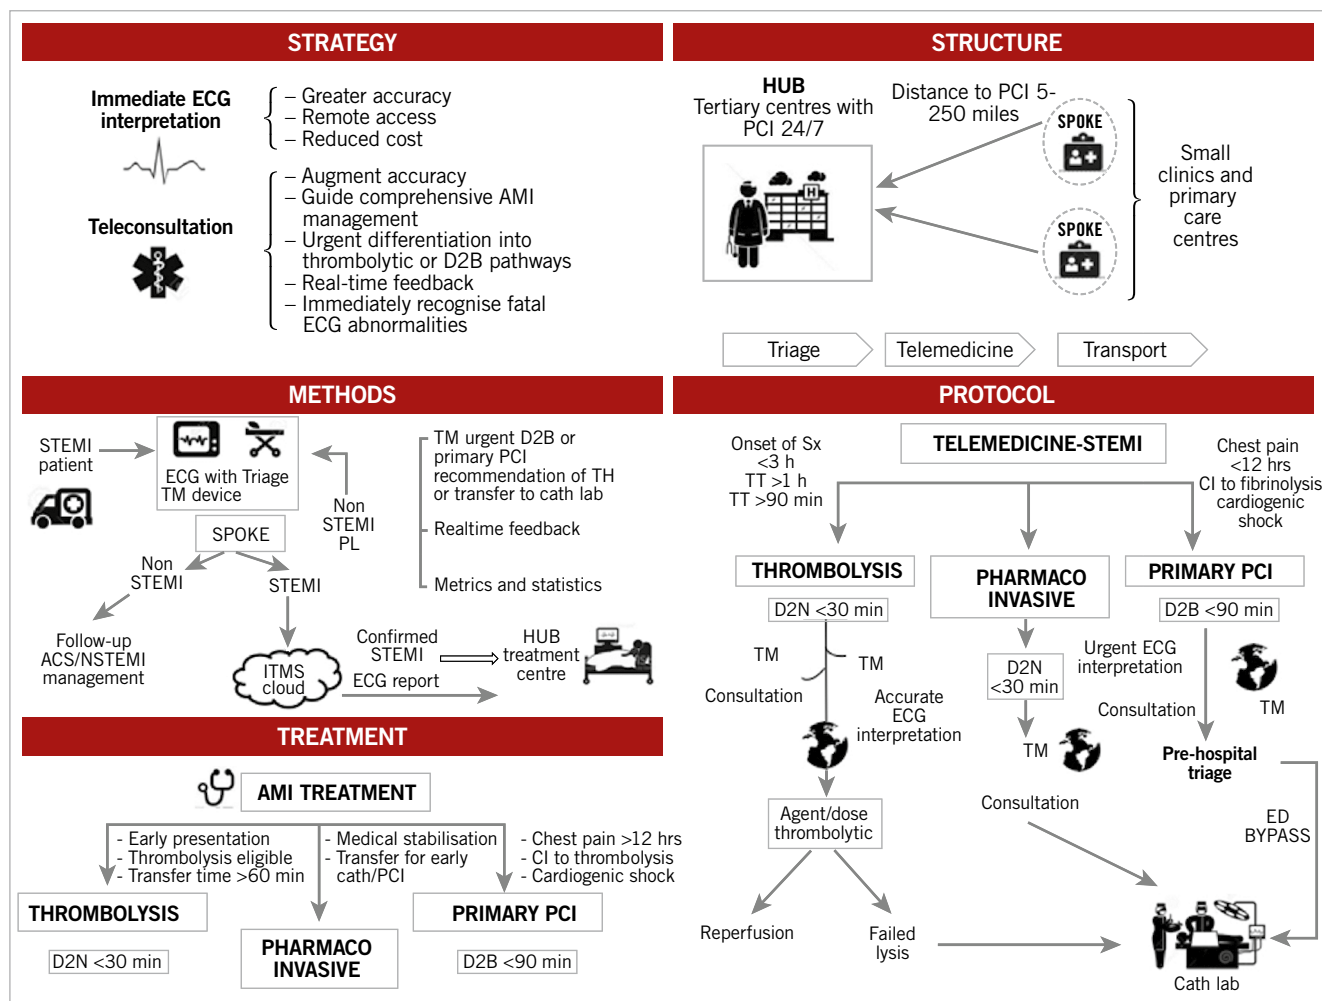 STRATEGY
Immediate ECG
interpretation
– Greater accuracy
– Remote access
– Reduced cost
Teleconsultation
– Augment accuracy
– Guide comprehensive AMI
management
– Urgent differentiation into
thrombolytic or D2B pathways
– Real-time feedback
– Immediately recognise fatal
ECG abnormalities
STRUCTURE
HUB
Tertiary centres with
PCI 24/7
H
Distance to PCI 5-
250 miles
SPOKE
SPOKE
Small
clinics and
primary
care
centres
Triage
Telemedicine
Transport
METHODS
STEMI
patient
ECG with Triage
TM device
Non
STEMI
PL
SPOKE
Non
STEMI
STEMI
Follow-up
ACS/NSTEMI
management
ITMS
cloud
Confirmed
STEMI
ECG report
HUB
treatment
centre
TM urgent D2B or
primary PCI
recommendation of TH
or transfer to cath lab
Realtime feedback
Metrics and statistics
TREATMENT
AMI TREATMENT
- Early presentation
- Thrombolysis eligible
- Transfer time >60 min
- Medical stabilisation
- Transfer for early
cath/PCI
- Chest pain >12 hrs
- CI to thrombolysis
- Cardiogenic shock
THROMBOLYSIS
D2N <30 min
PHARMACO
INVASIVE
PRIMARY PCI
D2B <90 min
PROTOCOL
TELEMEDICINE-STEMI
Onset of Sx
<3 h
TT >1 h
TT >90 min
Chest pain
<12 hrs
CI to fibrinolysis
cardiogenic
shock
THROMBOLYSIS
D2N <30 min
TM
TM
Consultation
Accurate
ECG
interpretation
Agent/dose
thrombolytic
Reperfusion
Failed
lysis
PHARMACO
INVASIVE
D2N
<30 min
TM
Consultation
PRIMARY PCI
D2B <90 min
Urgent ECG
interpretation
Consultation
TM
Pre-hospital
triage
ED
BYPASS
Cath lab